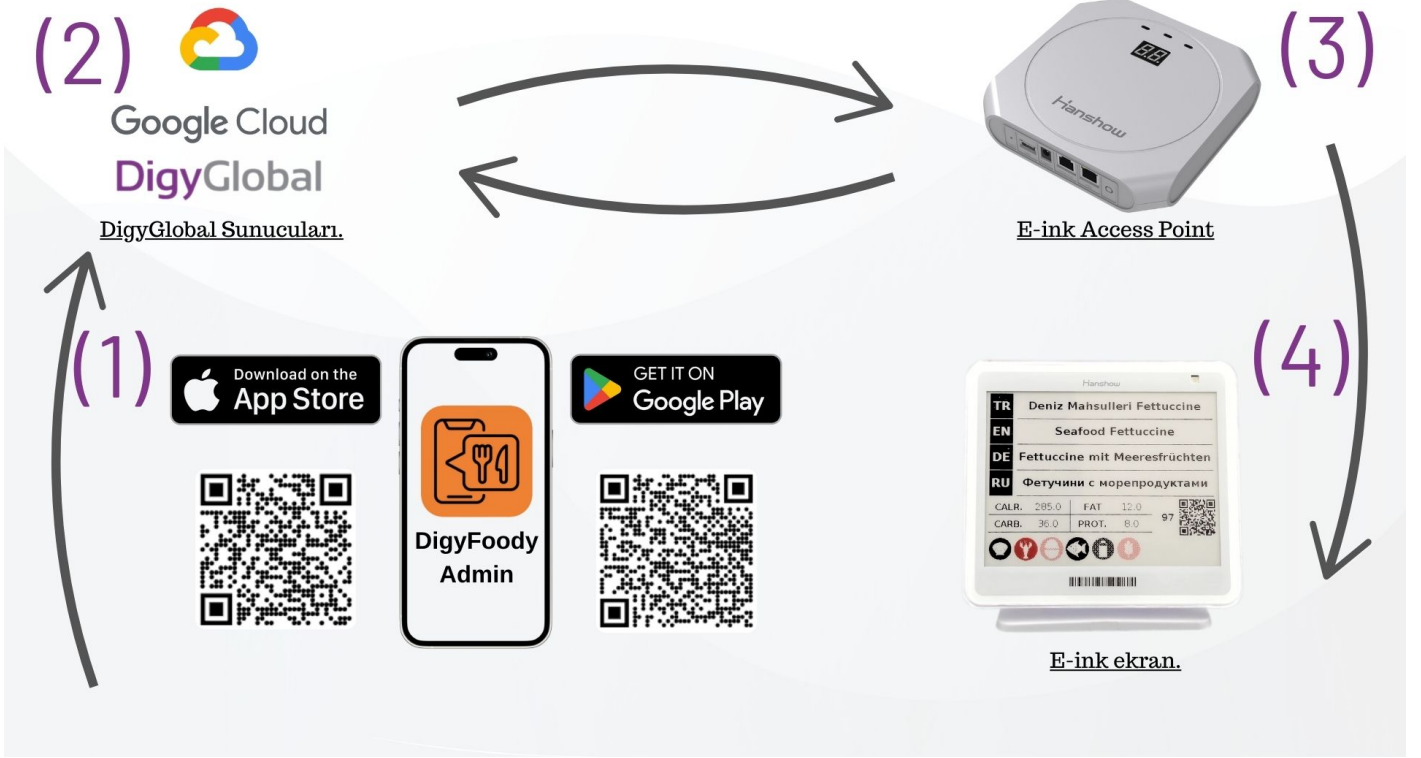 (2)
Google Cloud
DigyGlobal
DigyGlobal Sunucuları.
8.8.
Hanshow
(3)
E-ink Access Point
(1)
Download on the
App Store
DigyFoody
Admin
GET IT ON
Google Play
(4)
Hanshow
TR Deniz Mahsulleri Fettuccine
EN Seafood Fettuccine
DE Fettuccine mit Meeresfrüchten
RU Фетучини с морепродуктами
CALR. 285.0 FAT 12.0
CARB. 36.0 PROT. 8.0
97
E-ink ekran.